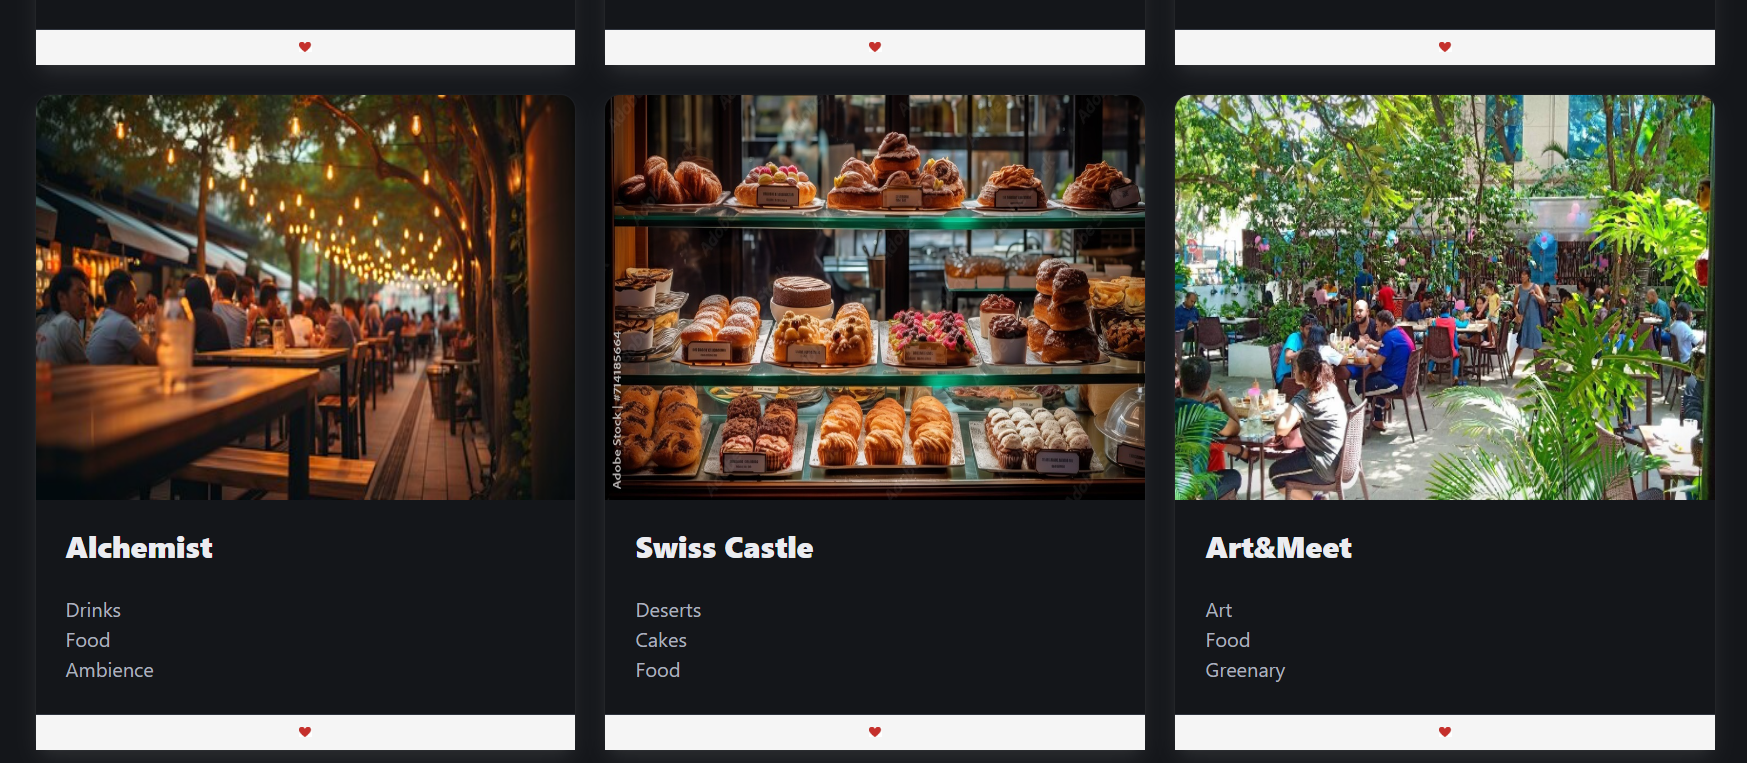 Adobe Stock | #714185664
Alchemist
Drinks
Food
Ambience
Swiss Castle
Deserts
Cakes
Food
Art&Meet
Art
Food
Greenary